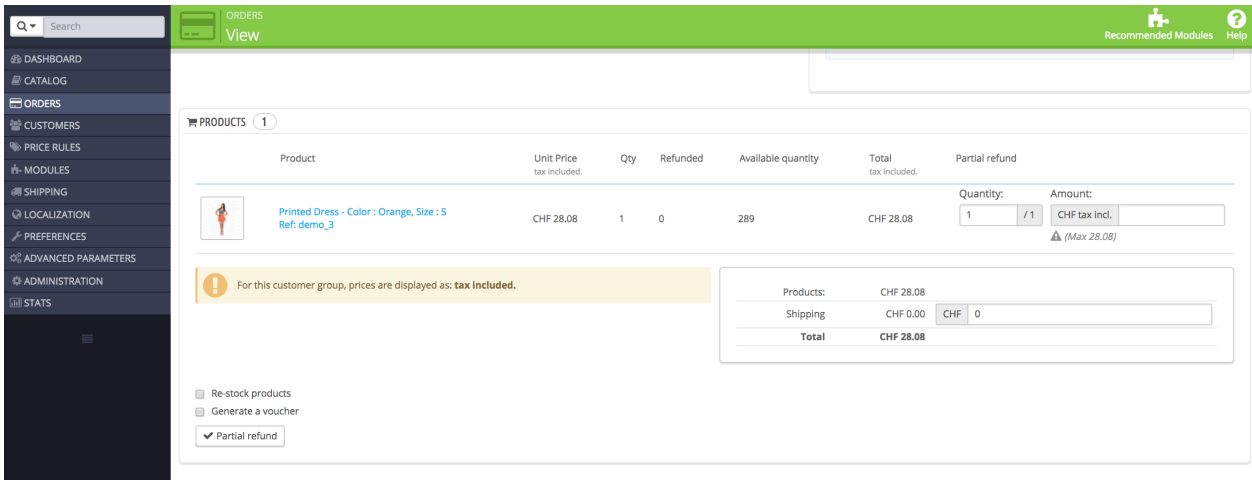 Search
ORDERS
View
Recommended Modules
Help
DASHBOARD
CATALOG
ORDERS
CUSTOMERS
PRICE RULES
MODULES
SHIPPING
LOCALIZATION
PREFERENCES
ADVANCED PARAMETERS
ADMINISTRATION
STATS
PRODUCTS 1
Product Unit Price Qty Refunded Available quantity Total Partial refund
tax included. tax included.
Quantity: Amount:
Printed Dress - Color : Orange, Size : S CHF 28.08 1 0 289 CHF 28.08 1 / 1 CHF tax incl.
Ref: demo_3
(Max 28.08)
For this customer group, prices are displayed as: tax included.
Products: CHF 28.08
Shipping CHF 0.00 CHF 0
Total CHF 28.08
Re-stock products
Generate a voucher
Partial refund